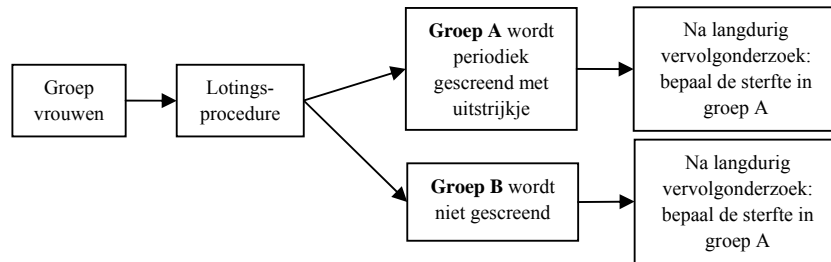 Groep
vrouwen
Lotings-
procedure
Groep A wordt
periodiek
gescreend met
uitstrijkje
Na langdurig
vervolgonderzoek:
bepaal de sterfte in
groep A
Groep B wordt
niet gescreend
Na langdurig
vervolgonderzoek:
bepaal de sterfte in
groep A